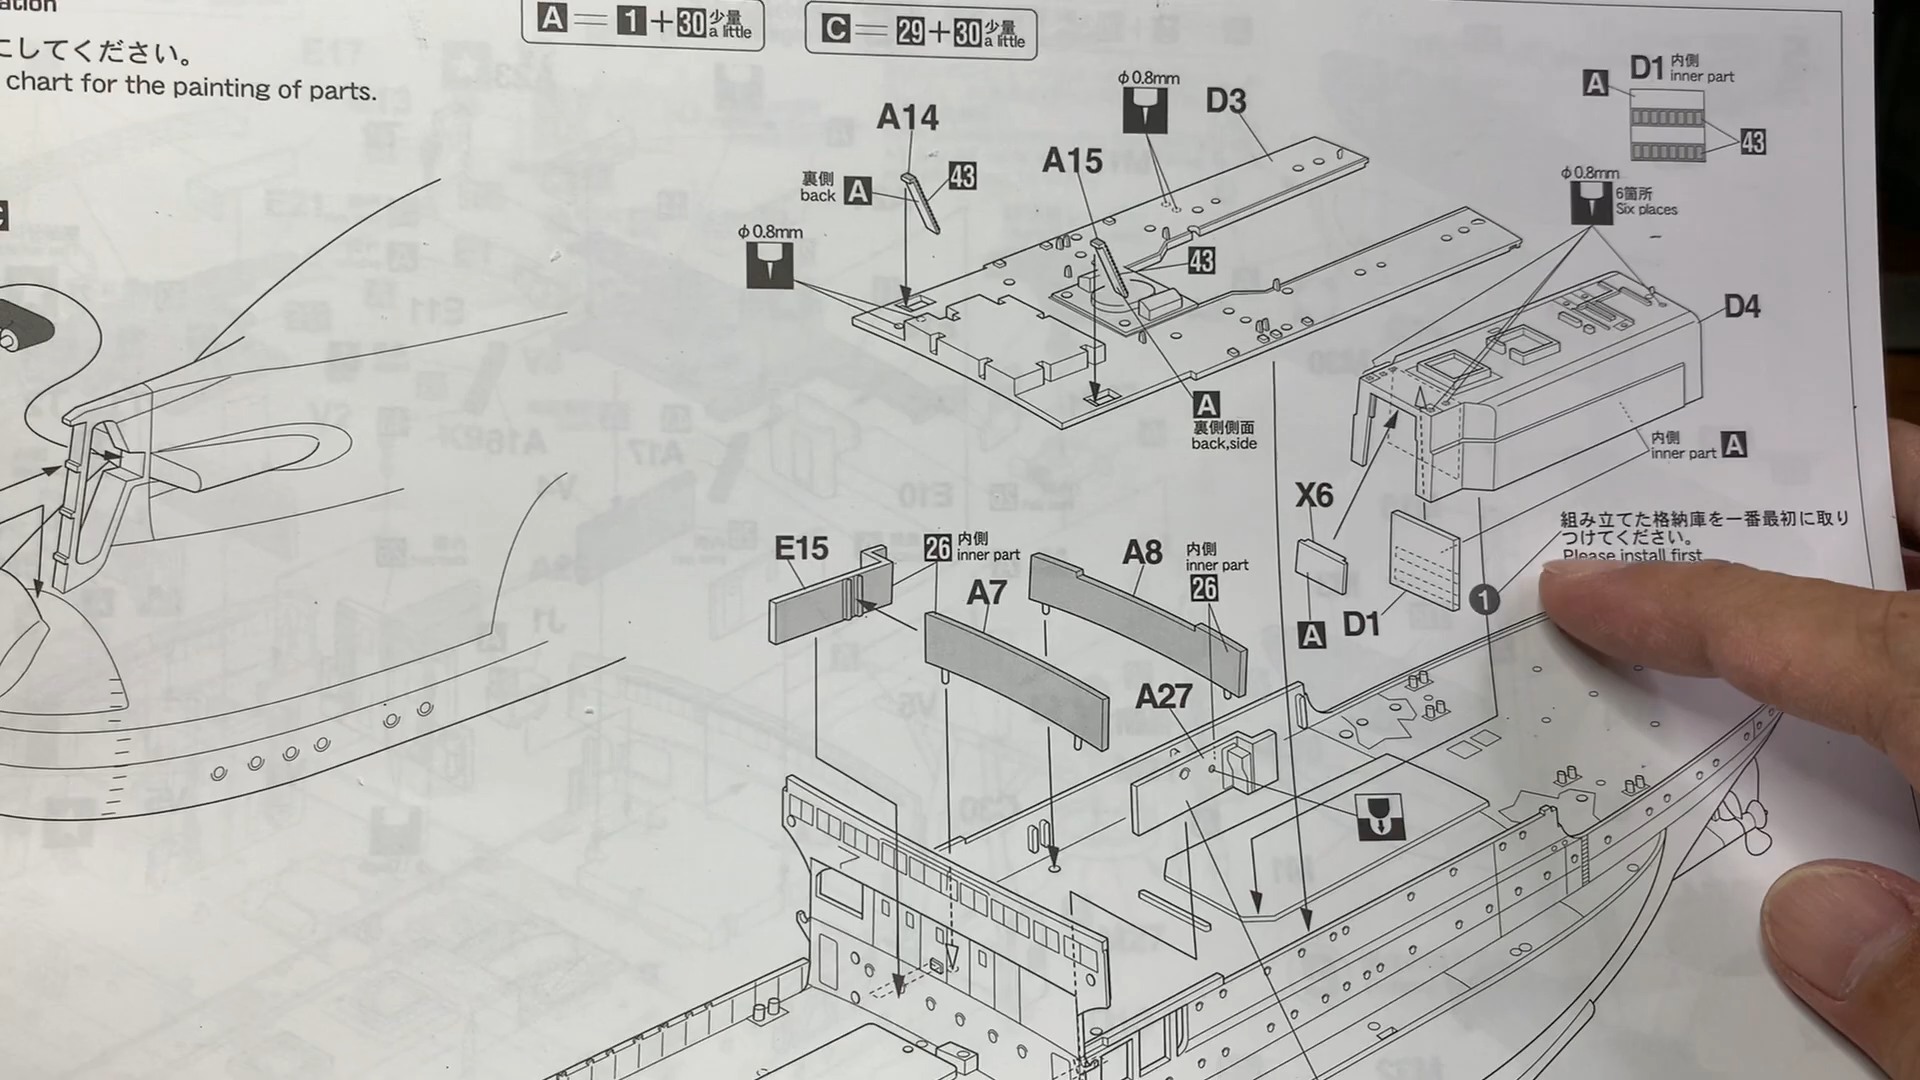 ation
にしてください。
chart for the painting of parts.
A = 1 + 30 少量 a little
C = 29 + 30 少量 a little
D1 内側 inner part
A
43
φ0.8mm
D3
A14
裏側 back A
43
A15
φ0.8mm
6箇所
Six places
φ0.8mm
43
D4
A
裏側側面
back,side
内側
inner part A
X6
組み立てた格納庫を一番最初に取り
つけてください。
Please install first
E15
26 内側 inner part
A8
内側
inner part
26
A7
A
D1
1
A27